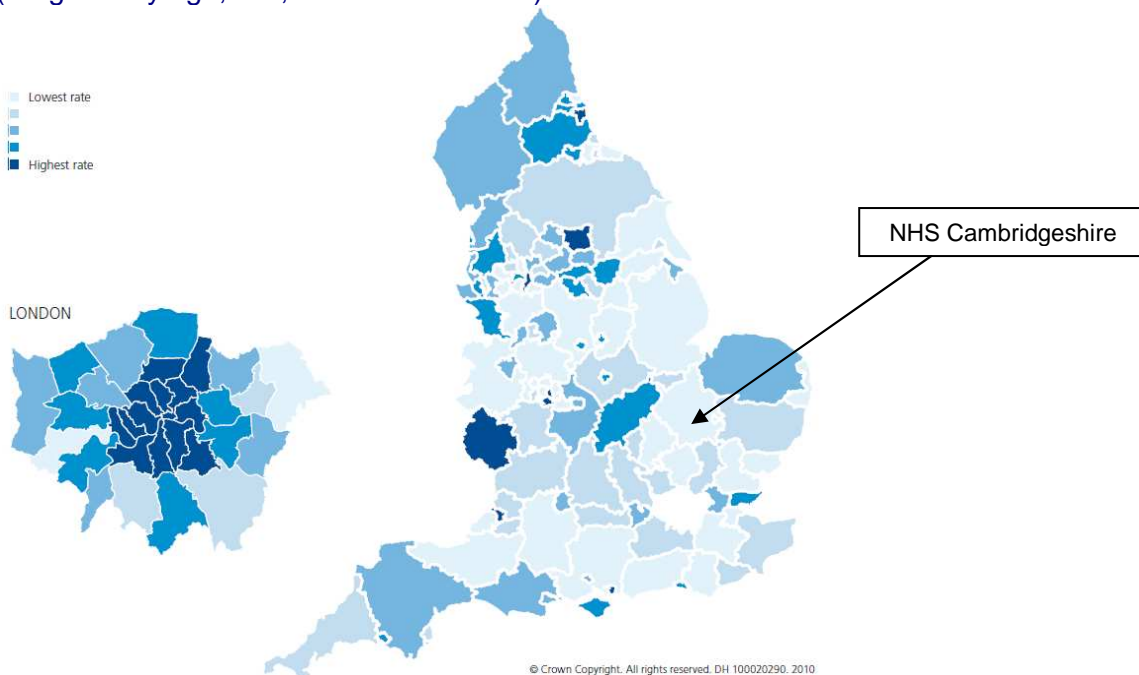 Lowest rate
Highest rate
NHS Cambridgeshire
LONDON
© Crown Copyright. All rights reserved. DH 100020290. 2010